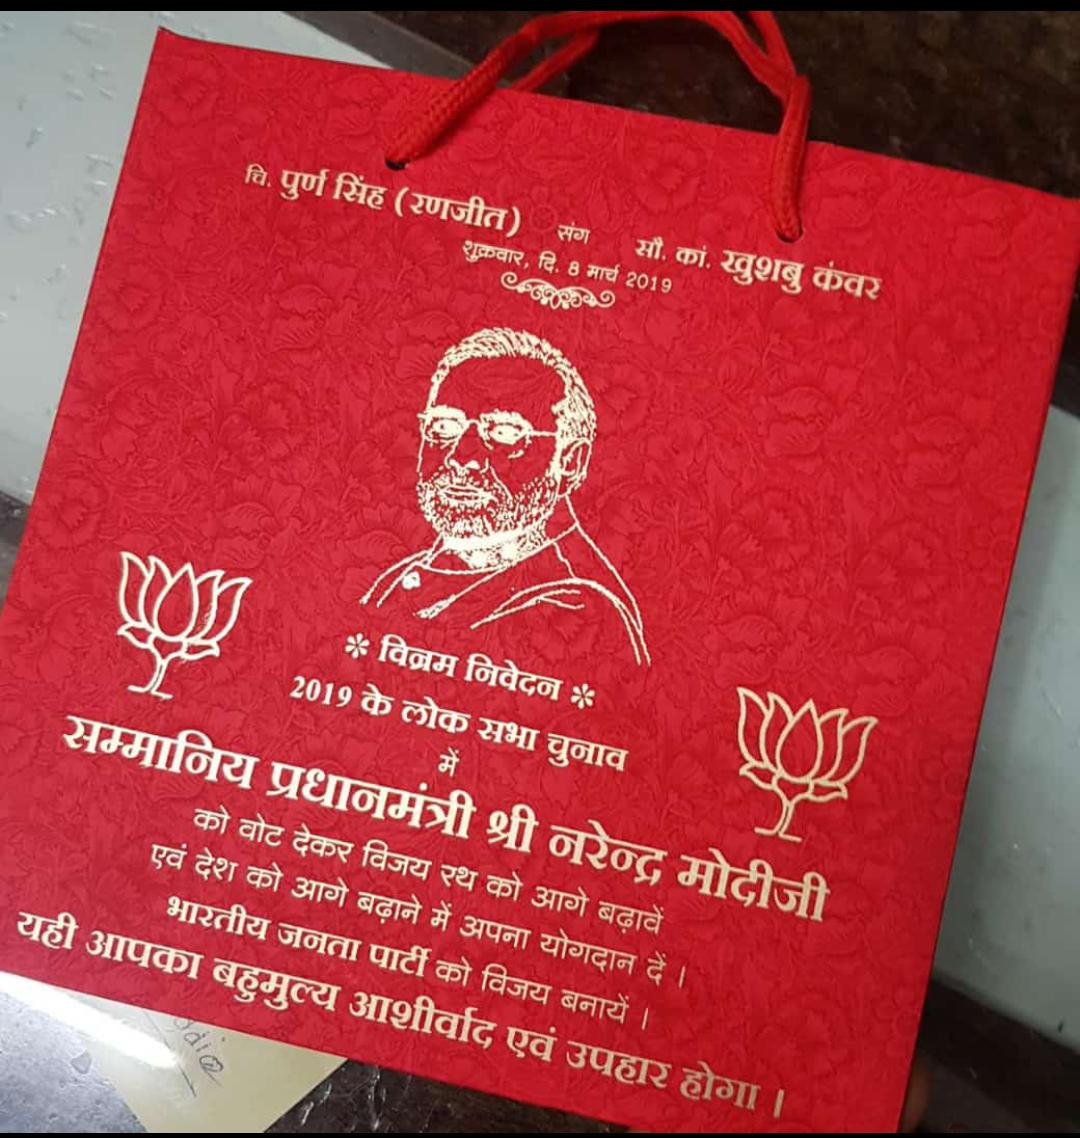 चि. पुर्ण सिंह (रणजीत) संग सौ. कां. खुशबु कंवर
शुक्रवार, दि. 8 मार्च 2019
* विनम्र निवेदन *
2019 के लोक सभा चुनाव
में
सम्मानिय प्रधानमंत्री श्री नरेन्द्र मोदीजी
को वोट देकर विजय रथ को आगे बढ़ावें
एवं देश को आगे बढ़ाने में अपना योगदान दें ।
भारतीय जनता पार्टी को विजय बनायें ।
यही आपका बहुमुल्य आशीर्वाद एवं उपहार होगा ।